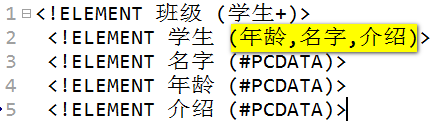 1 <!ELEMENT 班级 (学生+)>
2 <!ELEMENT 学生 (年龄,名字,介绍)>
3 <!ELEMENT 名字 (#PCDATA)>
4 <!ELEMENT 年龄 (#PCDATA)>
5 <!ELEMENT 介绍 (#PCDATA)>